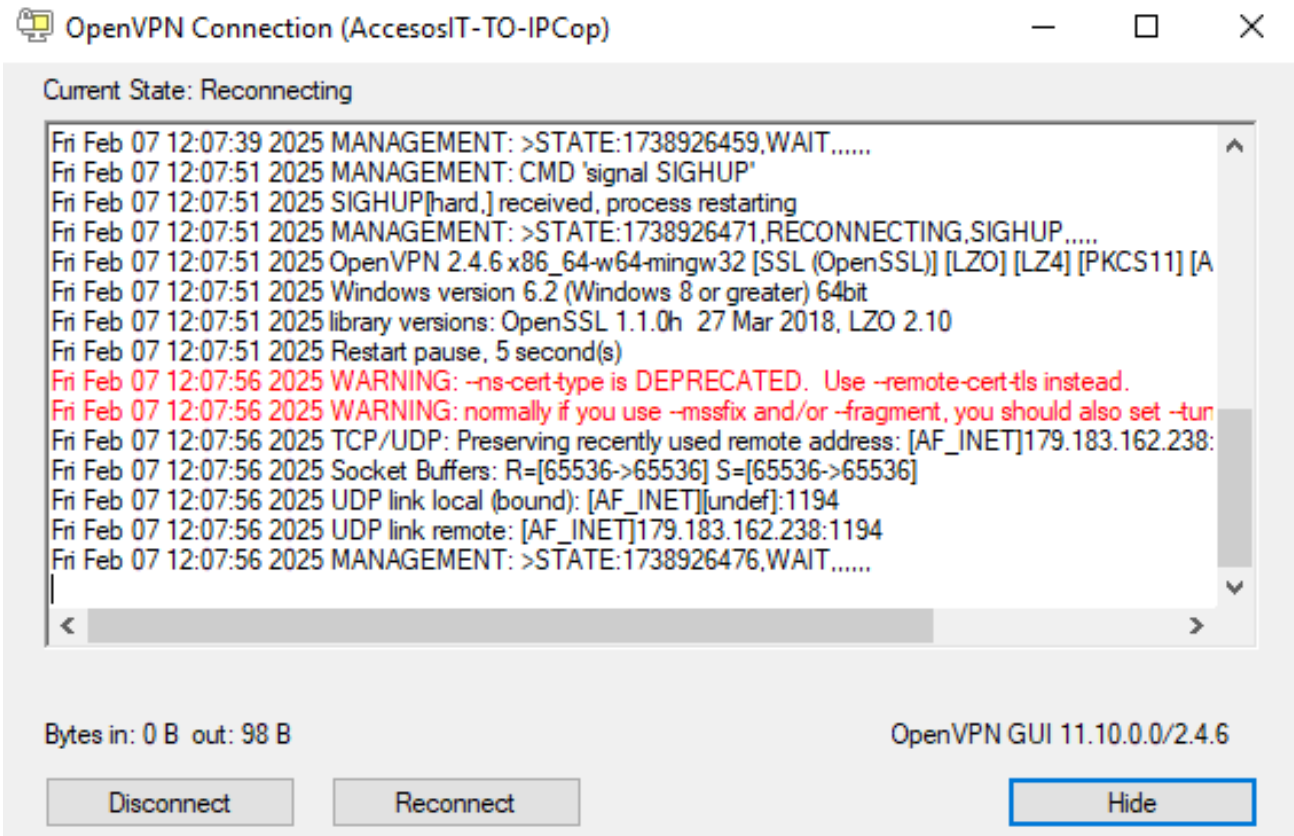 OpenVPN Connection (AccesosIT-TO-IPCop)
Current State: Reconnecting
Fri Feb 07 12:07:39 2025 MANAGEMENT: >STATE:1738926459,WAIT,,,,,,
Fri Feb 07 12:07:51 2025 MANAGEMENT: CMD 'signal SIGHUP'
Fri Feb 07 12:07:51 2025 SIGHUP[hard,] received, process restarting
Fri Feb 07 12:07:51 2025 MANAGEMENT: >STATE:1738926471,RECONNECTING,SIGHUP,,,,,
Fri Feb 07 12:07:51 2025 OpenVPN 2.4.6 x86_64-w64-mingw32 [SSL (OpenSSL)] [LZO] [LZ4] [PKCS11] [A
Fri Feb 07 12:07:51 2025 Windows version 6.2 (Windows 8 or greater) 64bit
Fri Feb 07 12:07:51 2025 library versions: OpenSSL 1.1.0h  27 Mar 2018, LZO 2.10
Fri Feb 07 12:07:51 2025 Restart pause, 5 second(s)
Fri Feb 07 12:07:56 2025 WARNING: --ns-cert-type is DEPRECATED.  Use --remote-cert-tls instead.
Fri Feb 07 12:07:56 2025 WARNING: normally if you use --mssfix and/or --fragment, you should also set --tun
Fri Feb 07 12:07:56 2025 TCP/UDP: Preserving recently used remote address: [AF_INET]179.183.162.238:
Fri Feb 07 12:07:56 2025 Socket Buffers: R=[65536->65536] S=[65536->65536]
Fri Feb 07 12:07:56 2025 UDP link local (bound): [AF_INET][undef]:1194
Fri Feb 07 12:07:56 2025 UDP link remote: [AF_INET]179.183.162.238:1194
Fri Feb 07 12:07:56 2025 MANAGEMENT: >STATE:1738926476,WAIT,,,,,,
Bytes in: 0 B  out: 98 B
OpenVPN GUI 11.10.0.0/2.4.6
Disconnect
Reconnect
Hide